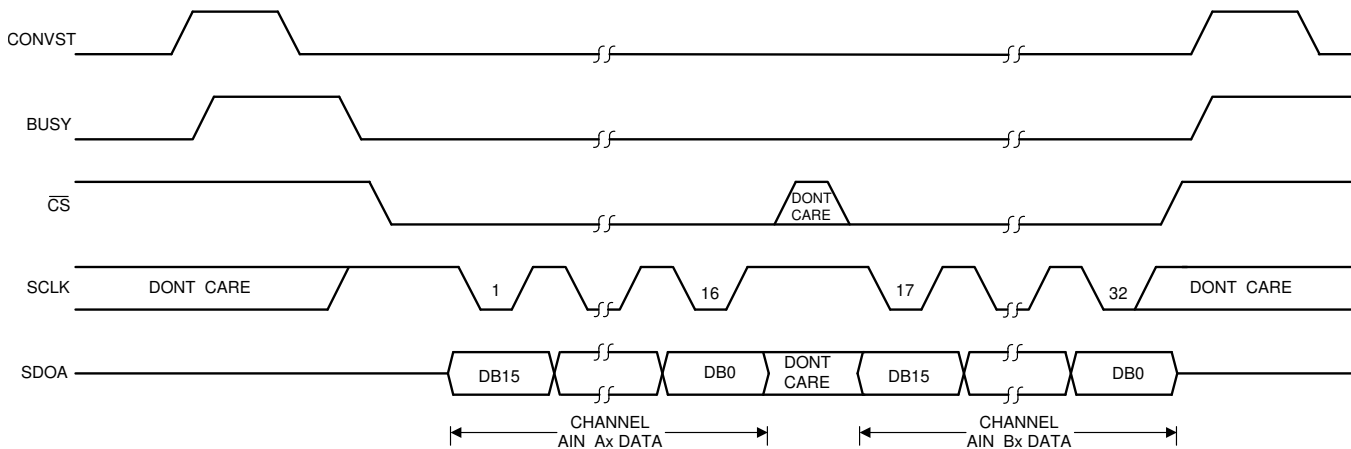 CONVST
BUSY
CS
DONT
CARE
SCLK
DONT CARE
1
16
17
32
DONT CARE
SDOA
DB15
DB0
DONT
CARE
DB15
DB0
CHANNEL
AIN Ax DATA
CHANNEL
AIN Bx DATA